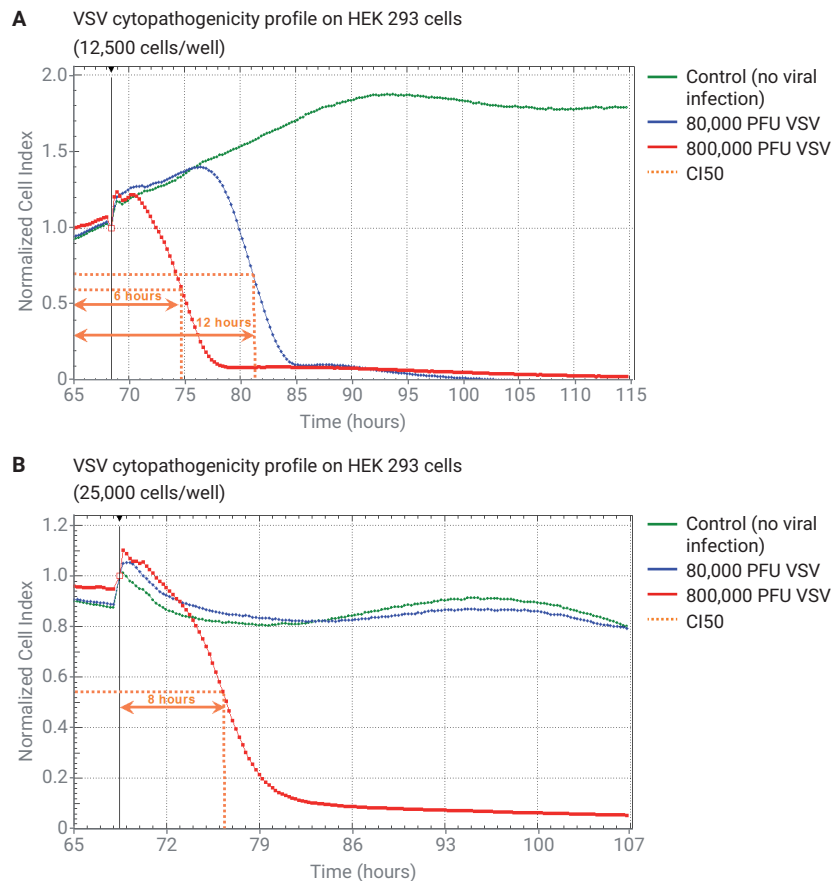 A
VSV cytopathogenicity profile on HEK 293 cells
(12,500 cells/well)
Normalized Cell Index
2.0
1.5
1.0
0.5
0
6 hours
12 hours
65
70
75
80
85
90
95
100
105
110
115
Time (hours)
Control (no viral
infection)
80,000 PFU VSV
800,000 PFU VSV
CI50
B
VSV cytopathogenicity profile on HEK 293 cells
(25,000 cells/well)
Normalized Cell Index
1.2
1.0
0.8
0.6
0.4
0.2
0
8 hours
65
72
79
86
93
100
107
Time (hours)
Control (no viral
infection)
80,000 PFU VSV
800,000 PFU VSV
CI50